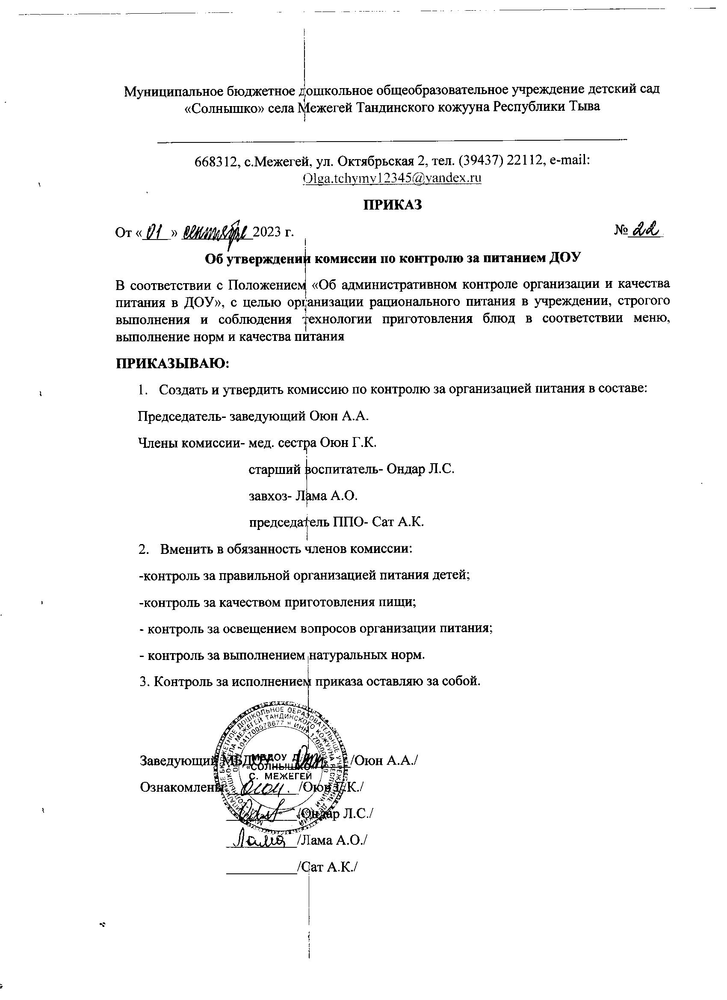 Муниципальное бюджетное дошкольное общеобразовательное учреждение детский сад
«Солнышко» села Межегей Тандинского кожууна Республики Тыва
668312, с.Межегей, ул. Октябрьская 2, тел. (39437) 22112, e-mail:
Olga.tchymy12345@yandex.ru
ПРИКАЗ
От «01» сентября 2023 г. №22
Об утверждении комиссии по контролю за питанием ДОУ
В соответствии с Положением «Об административном контроле организации и качества
питания в ДОУ», с целью организации рационального питания в учреждении, строгого
выполнения и соблюдения технологии приготовления блюд в соответствии меню,
выполнение норм и качества питания
ПРИКАЗЫВАЮ:
1. Создать и утвердить комиссию по контролю за организацией питания в составе:
Председатель- заведующий Оюн А.А.
Члены комиссии- мед. сестра Оюн Г.К.
старший воспитатель- Ондар Л.С.
завхоз- Лама А.О.
председатель ППО- Сат А.К.
2. Вменить в обязанность членов комиссии:
-контроль за правильной организацией питания детей;
-контроль за качеством приготовления пищи;
- контроль за освещением вопросов организации питания;
- контроль за выполнением натуральных норм.
3. Контроль за исполнением приказа оставляю за собой.
Заведующий МБДОУ /Оюн А.А./
Ознакомлены Оюн. /Оюн Г.К./
/Ондар Л.С./
Лама /Лама А.О./
/Сат А.К./
МБДОУ Д/
«СОЛНЫШКО»
С. МЕЖЕГЕЙ